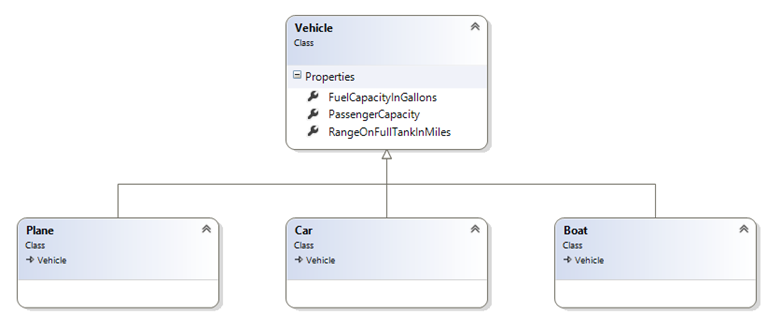 Vehicle
Class
Properties
FuelCapacityInGallons
PassengerCapacity
RangeOnFullTankInMiles
Plane
Class
Vehicle
Car
Class
Vehicle
Boat
Class
Vehicle